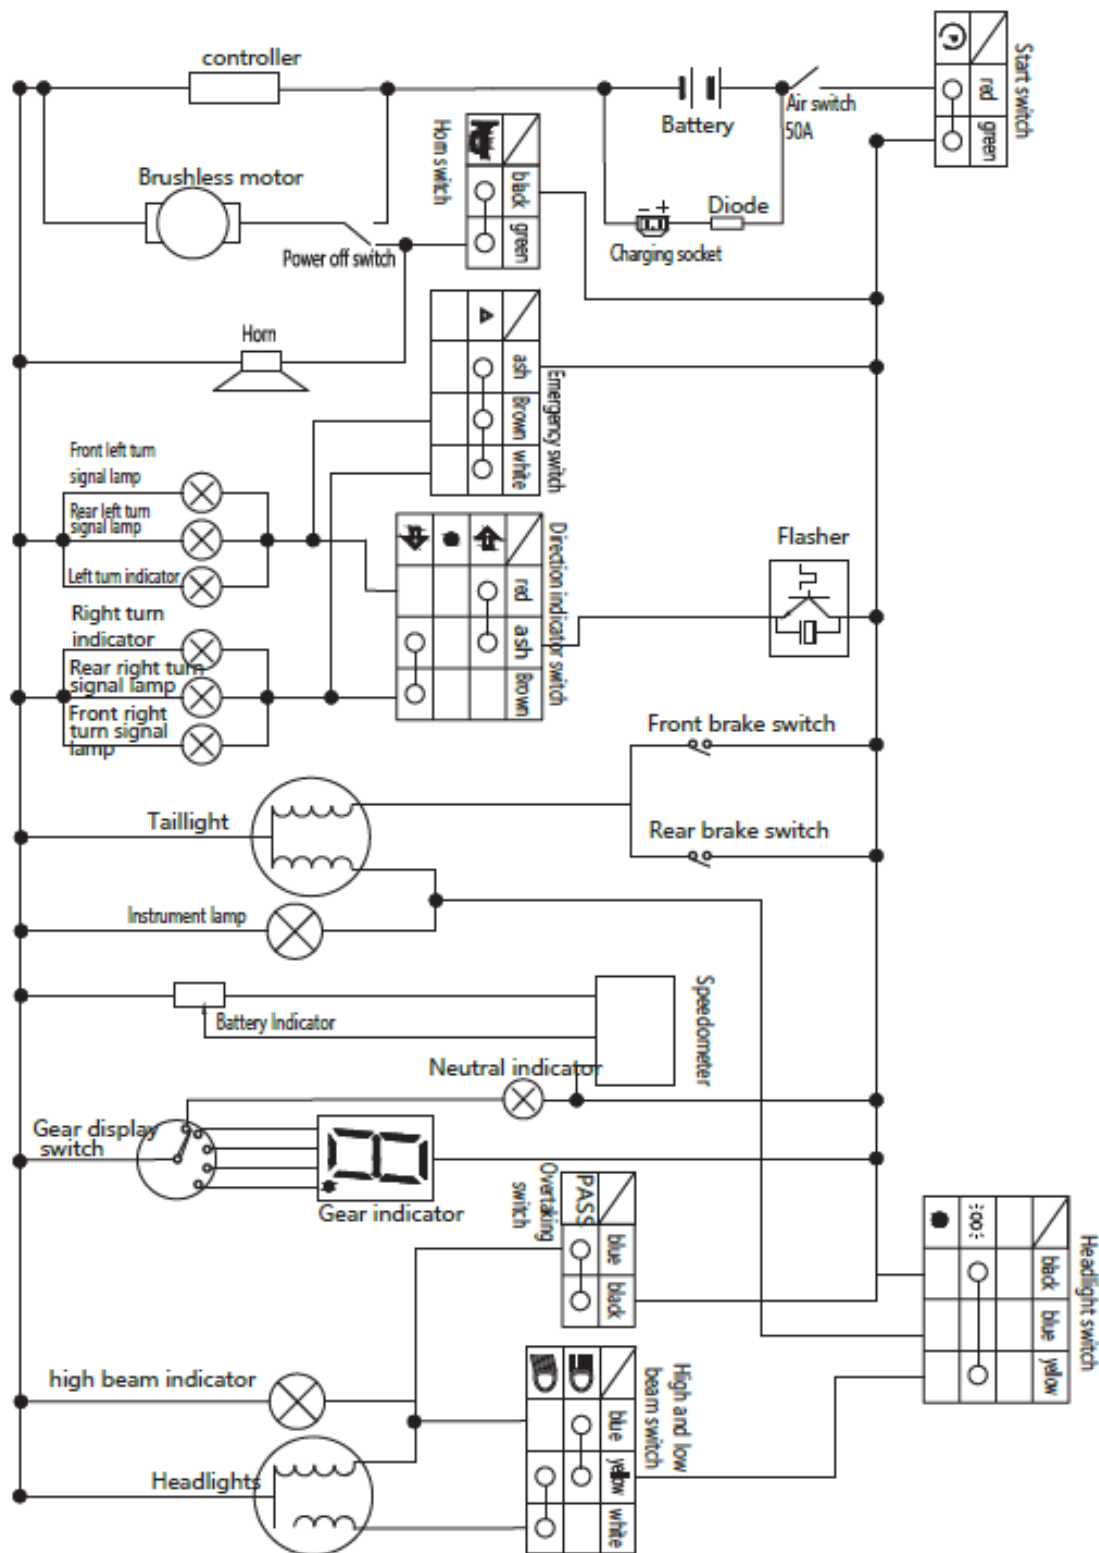 controller
Battery
Air switch
50A
red
green
Start switch
Horn switch
black
green
Brushless motor
Power off switch
Diode
- +
Charging socket
Horn
ash
Brown
white
Emergency switch
Front left turn
signal lamp
Rear left turn
signal lamp
Left turn indicator
Right turn
indicator
Rear right turn
signal lamp
Front right
turn signal
lamp
red
ash
Brown
Direction indicator switch
Flasher
Front brake switch
Rear brake switch
Taillight
Instrument lamp
Battery Indicator
Speedometer
Neutral indicator
Gear display
switch
Gear indicator
Overtaking
switch
PASS
blue
black
black
blue
yellow
Headlight switch
high beam indicator
Headlights
blue
yellow
white
High and low
beam switch